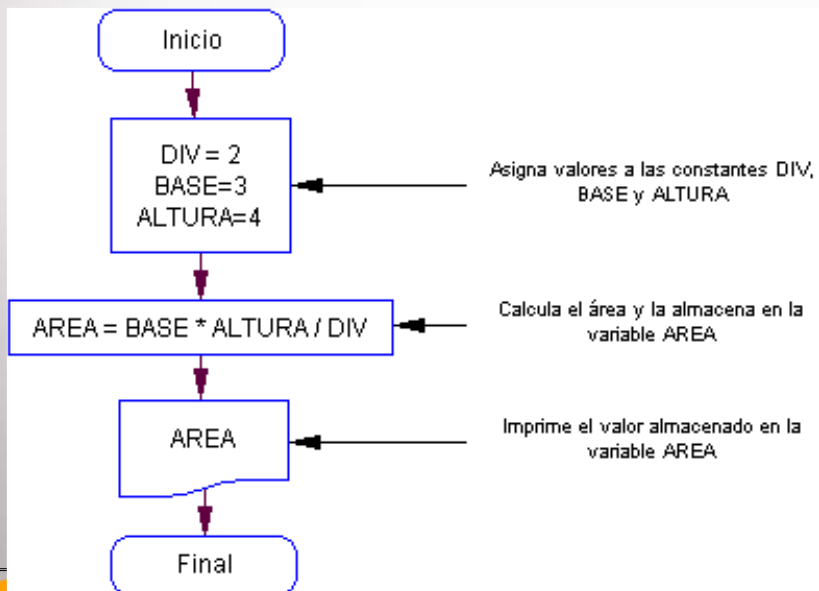 Inicio
DIV = 2
BASE=3
ALTURA=4
Asigna valores a las constantes DIV,
BASE y ALTURA
AREA = BASE * ALTURA / DIV
Calcula el área y la almacena en la
variable AREA
AREA
Imprime el valor almacenado en la
variable AREA
Final